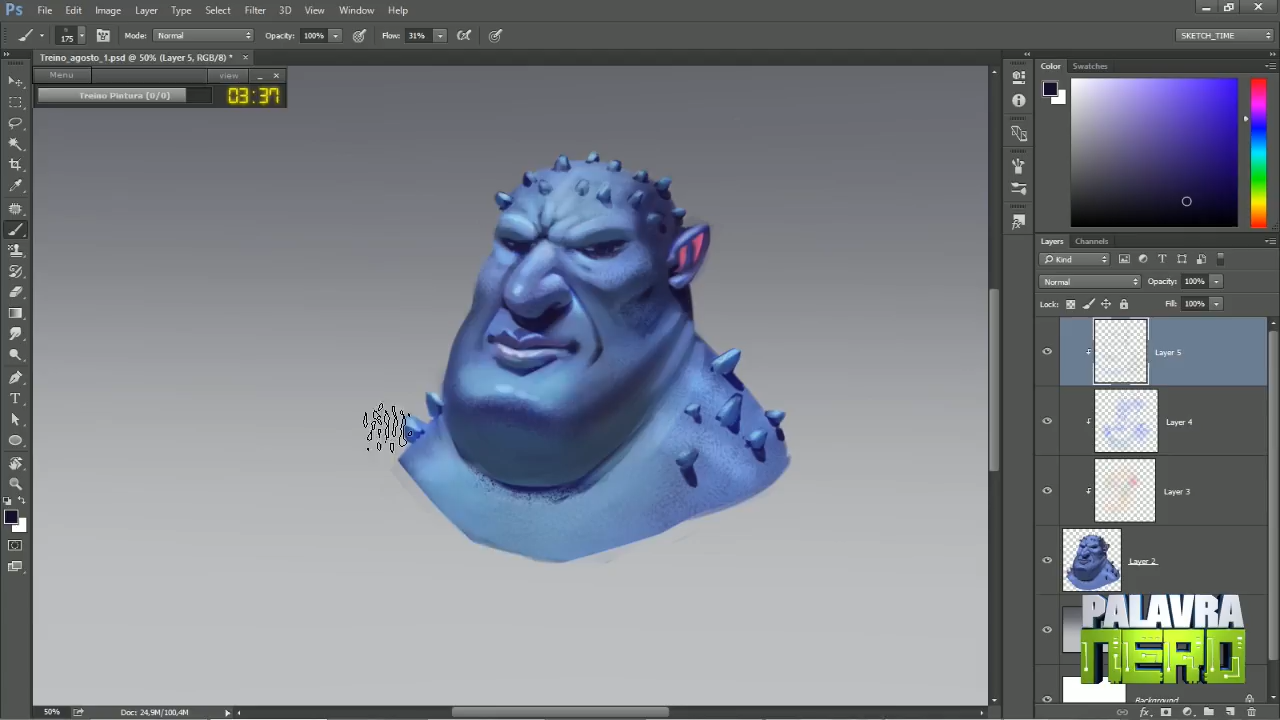 Ps File Edit Image Layer Type Select Filter 3D View Window Help
175 Mode: Normal Opacity: 100% Flow: 31% SKETCH_TIME
Treino_agosto_1.psd @ 50% (Layer 5, RGB/8) * ×
Menu view
Treino Pintura (0/0) 03:37
Color Swatches
Layers Channels
Kind
Normal Opacity: 100%
Lock: Fill: 100%
Layer 5
Layer 4
Layer 3
Layer 2
PALAVRA
NERD
Background
50% Doc: 24,9M/100,4M